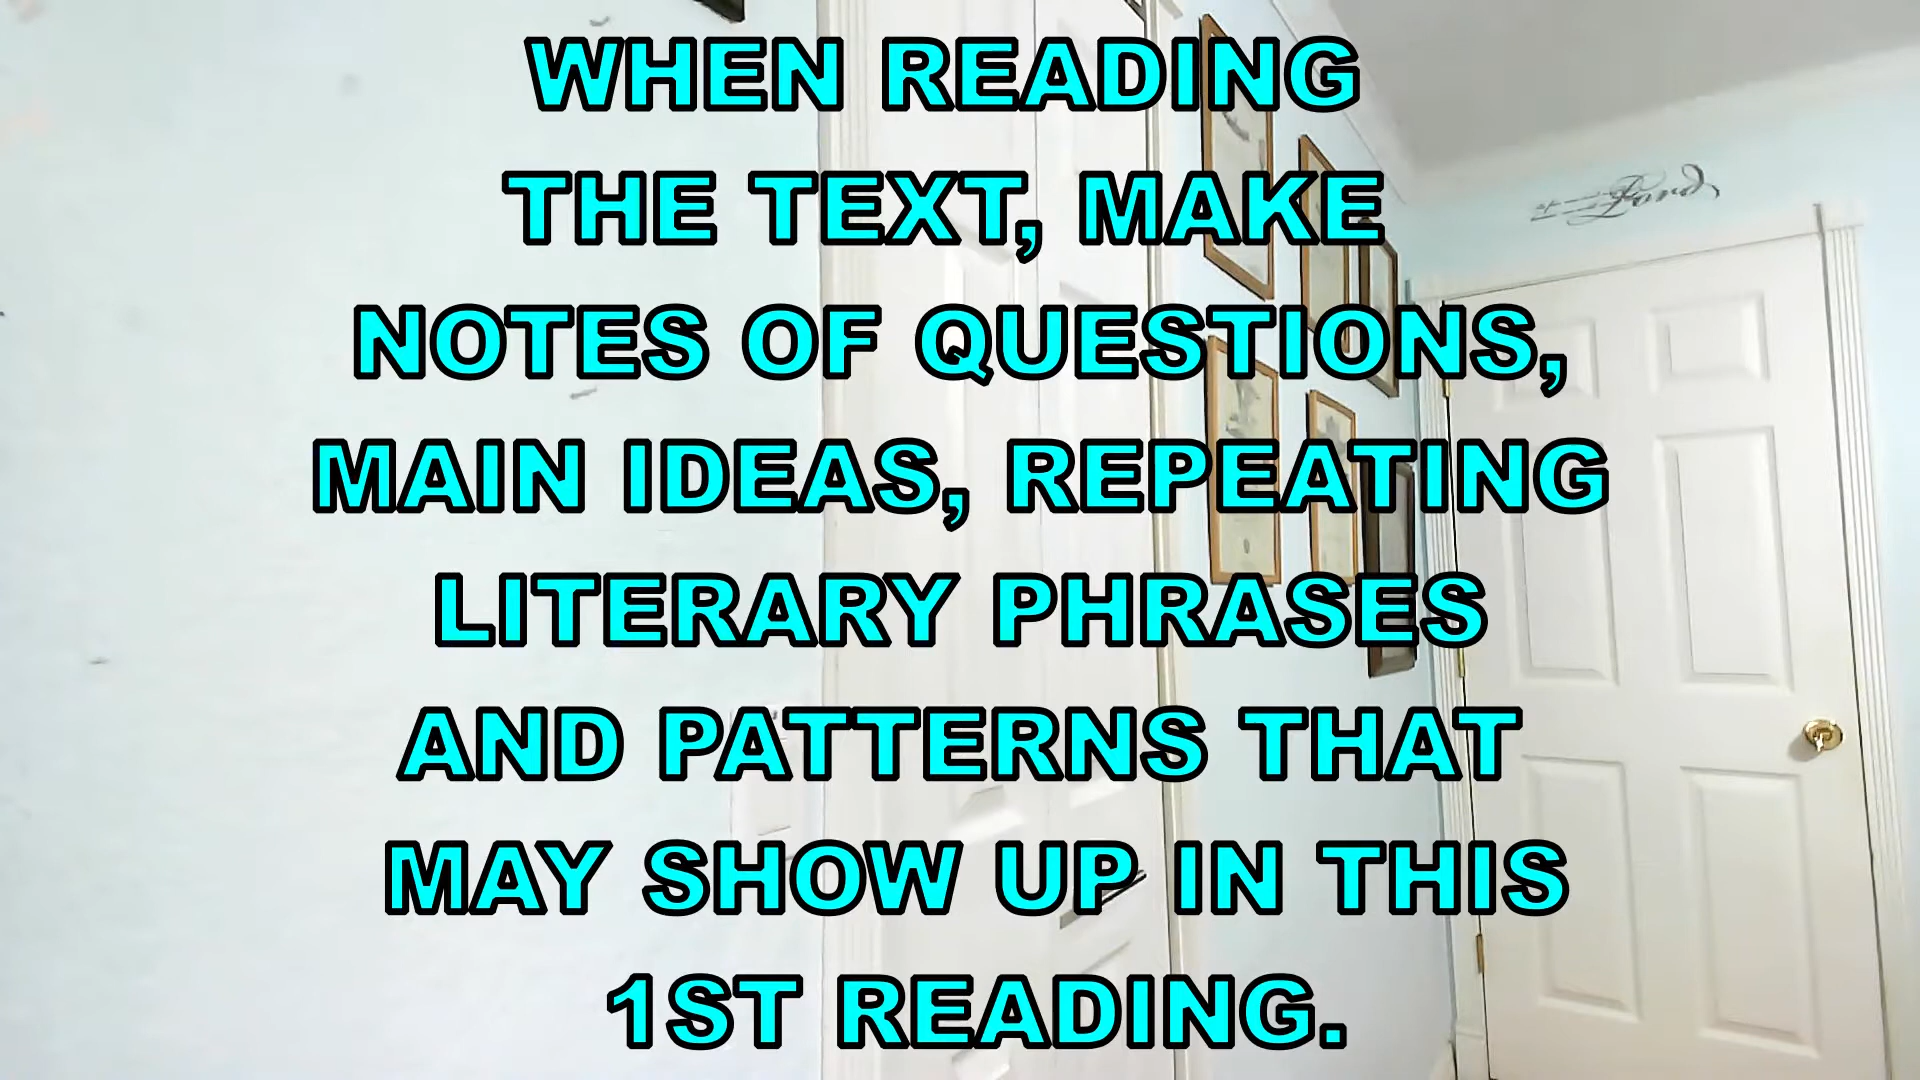 WHEN READING
THE TEXT, MAKE
NOTES OF QUESTIONS,
MAIN IDEAS, REPEATING
LITERARY PHRASES
AND PATTERNS THAT
MAY SHOW UP IN THIS
1ST READING.
Lord